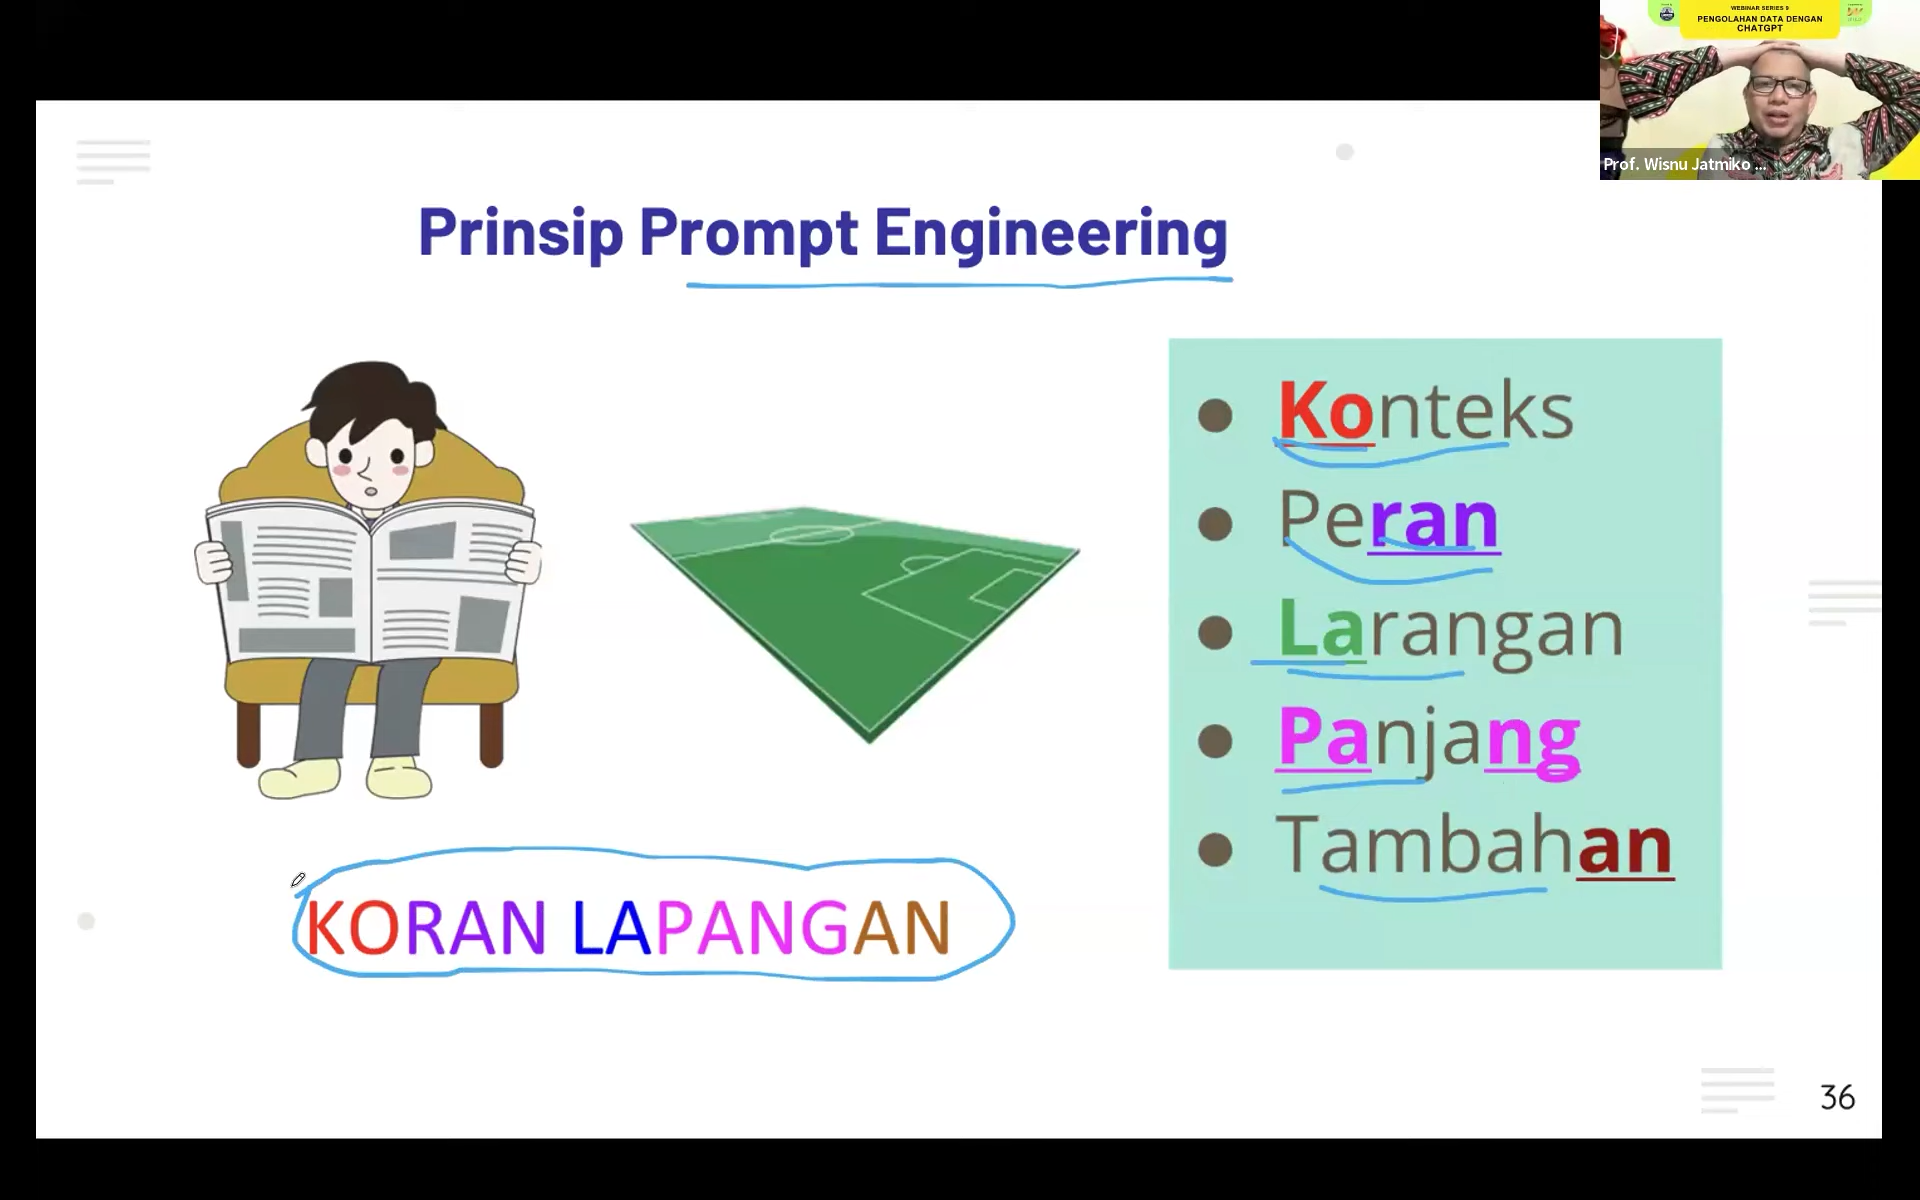 WEBINAR SERIES 9
PENGOLAHAN DATA DENGAN
CHATGPT
Prof. Wisnu Jatmiko ...
Prinsip Prompt Engineering
Konteks
Peran
Larangan
Panjang
Tambahan
KORAN LAPANGAN
36